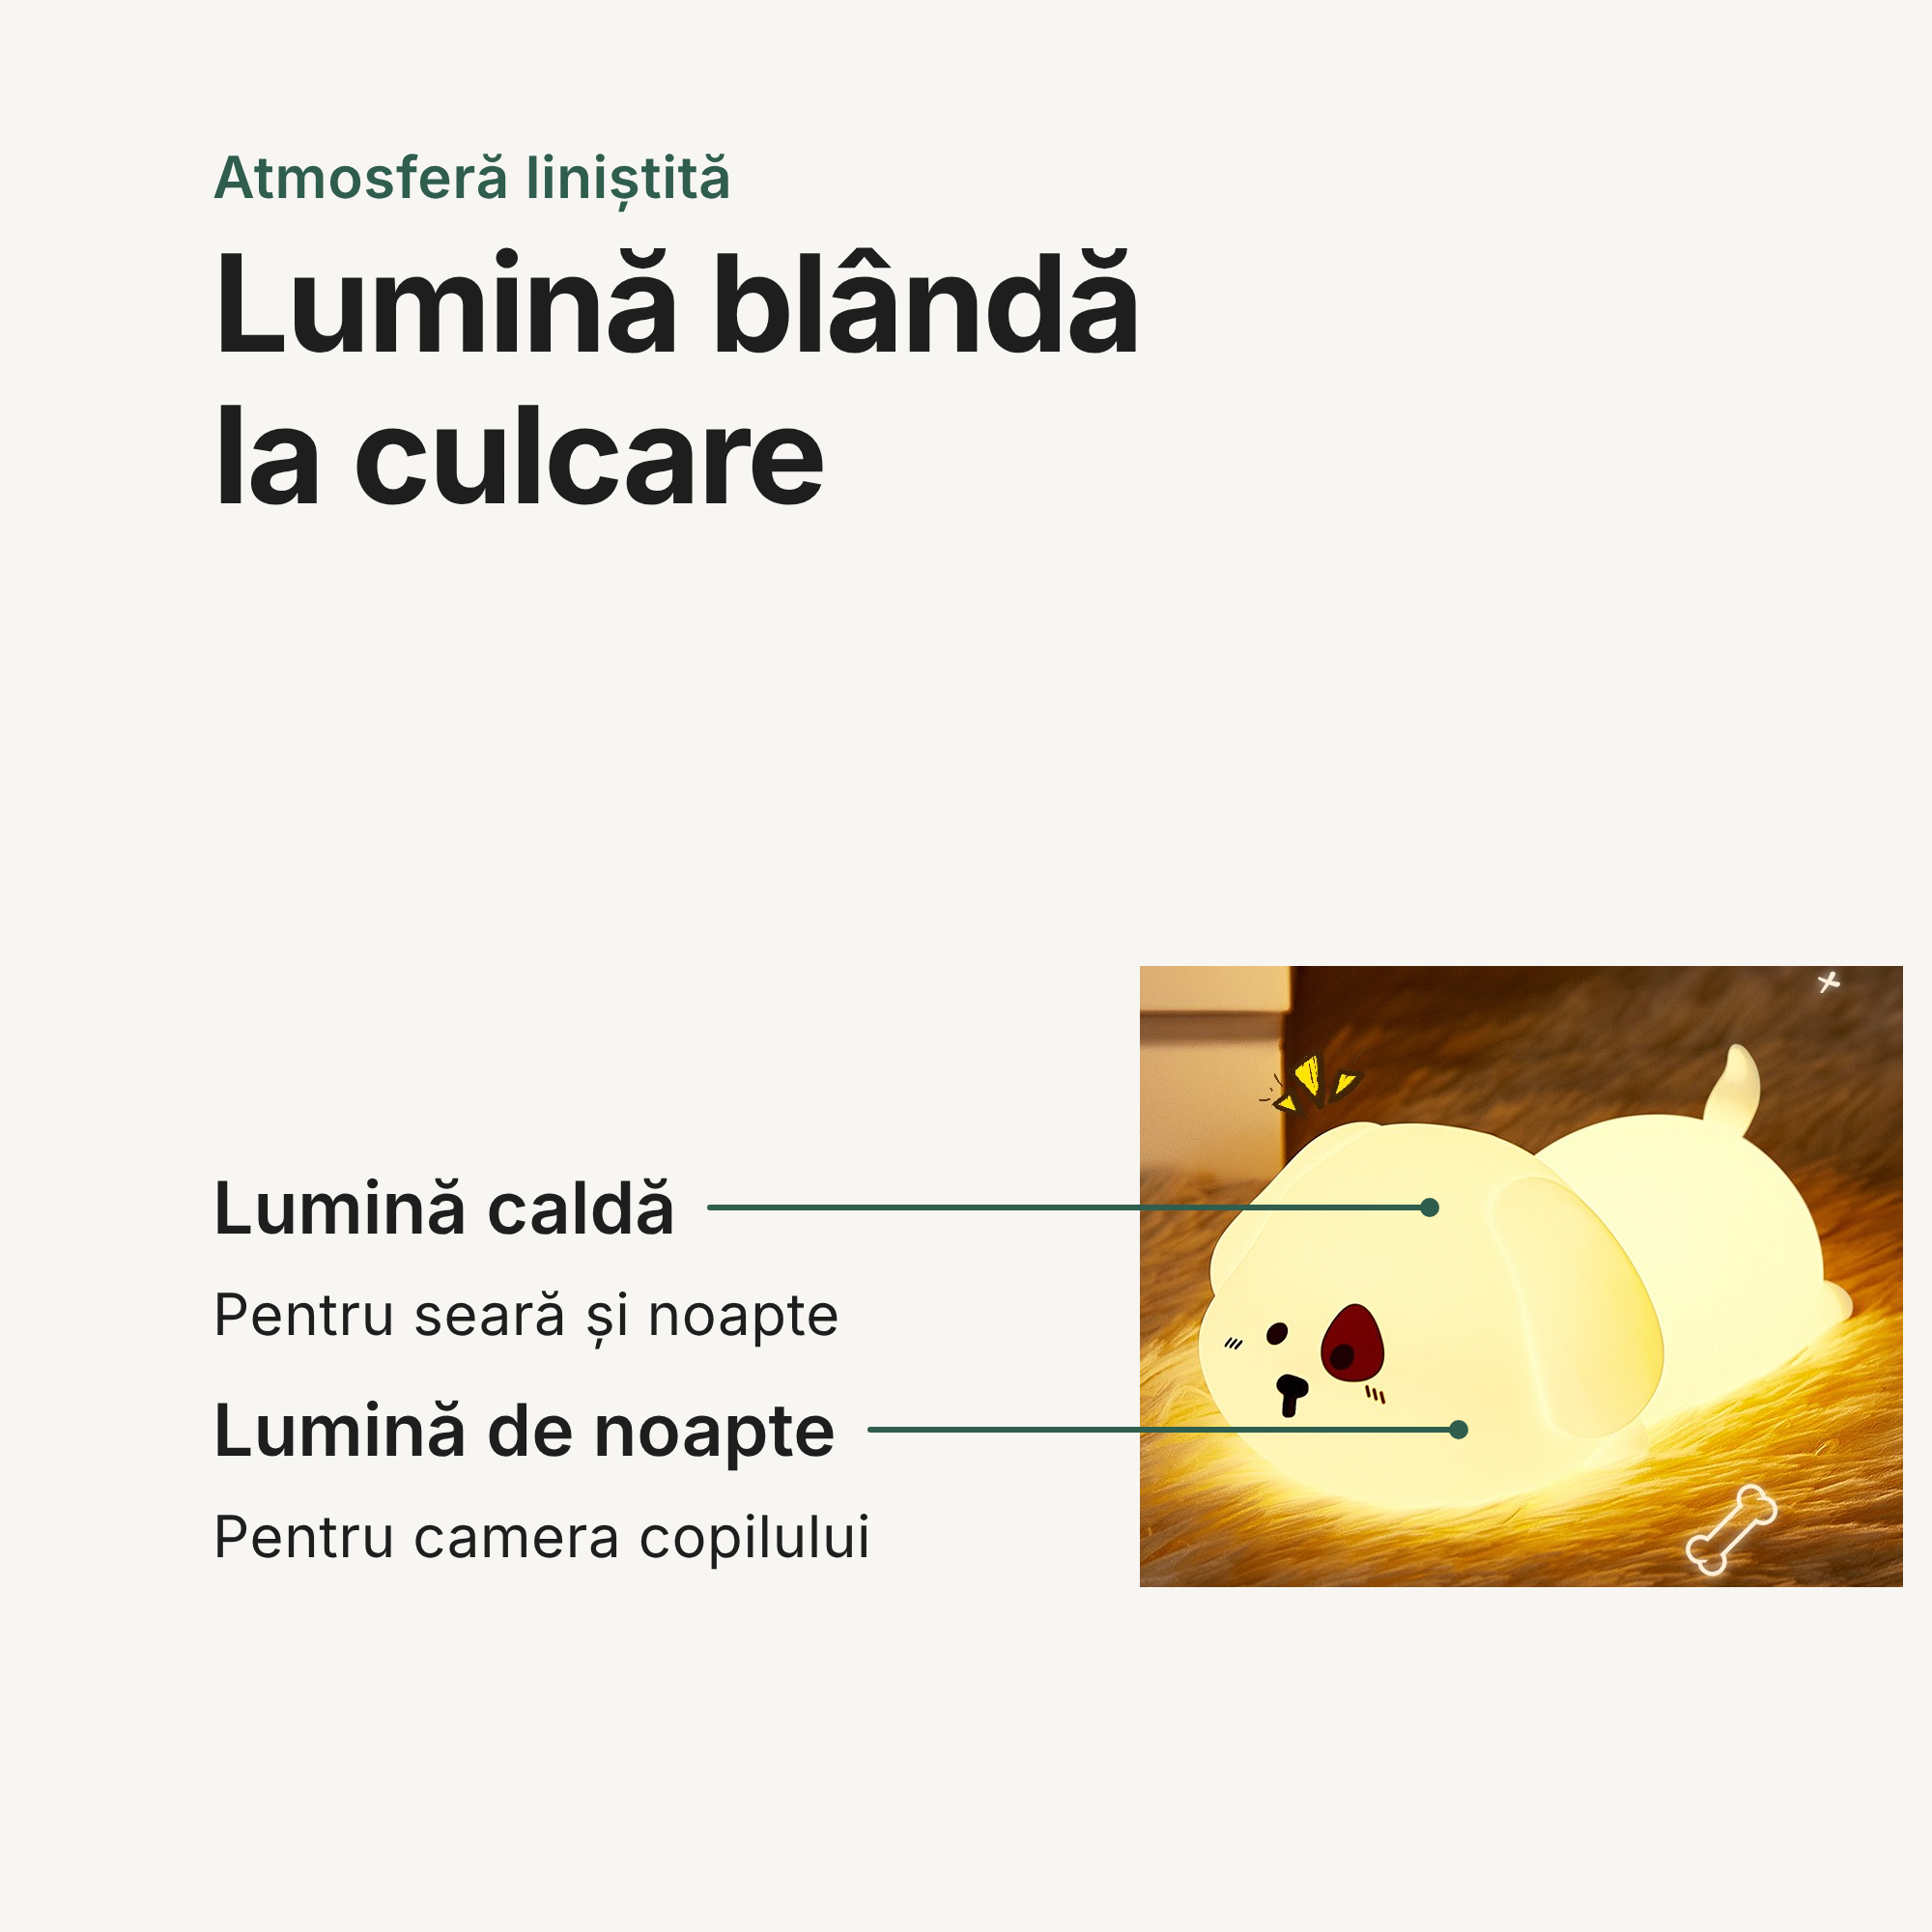 Atmosferă liniștită
Lumină blândă
la culcare
Lumină caldă
Pentru seară și noapte
Lumină de noapte
Pentru camera copilului